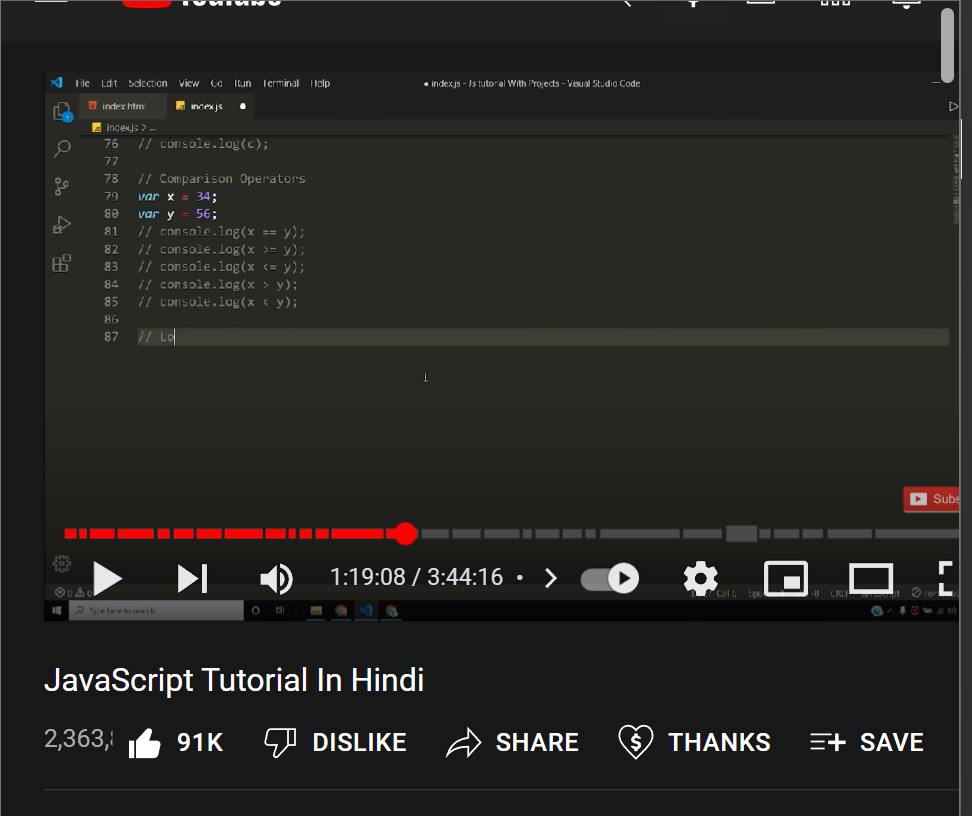 YouTube
File Edit Selection View Go Run Terminal Help
● index.js - Js tutorial With Projects - Visual Studio Code
index.html
index.js ●
index.js > ...
76 // console.log(c);
77
78 // Comparison Operators
79 var x = 34;
80 var y = 56;
81 // console.log(x == y);
82 // console.log(x >= y);
83 // console.log(x <= y);
84 // console.log(x > y);
85 // console.log(x < y);
86
87 // Lo
Subs
1:19:08 / 3:44:16 •
Type here to search
JavaScript Tutorial In Hindi
2,363,
91K
DISLIKE
SHARE
THANKS
SAVE